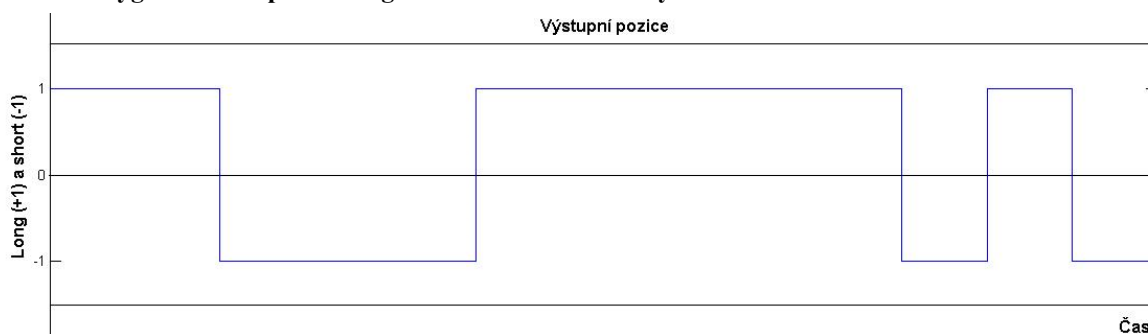 Výstupní pozice
Long (+1) a short (-1)
1
0
-1
Čas